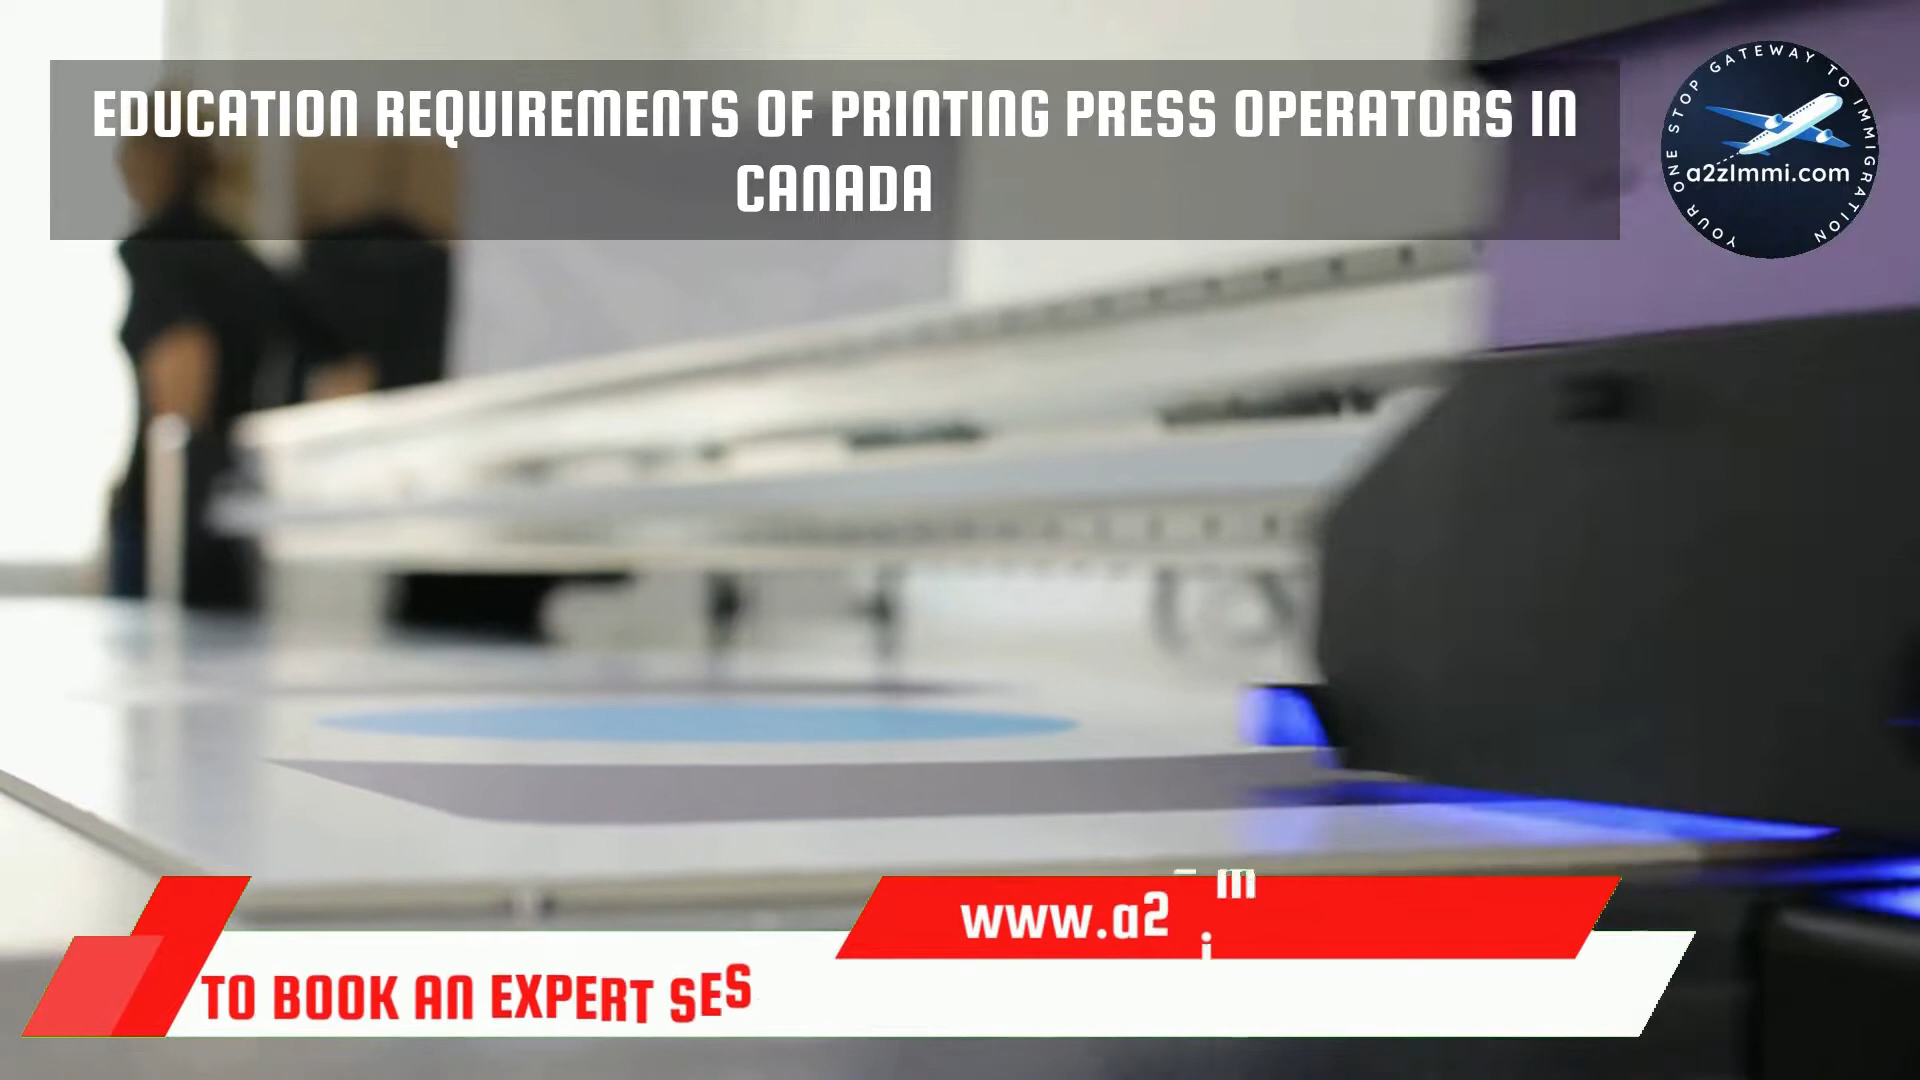 EDUCATION REQUIREMENTS OF PRINTING PRESS OPERATORS IN
CANADA
YOUR ONE STOP GATEWAY TO IMMIGRATION
a2zImmi.com
www.a2
TO BOOK AN EXPERT SES